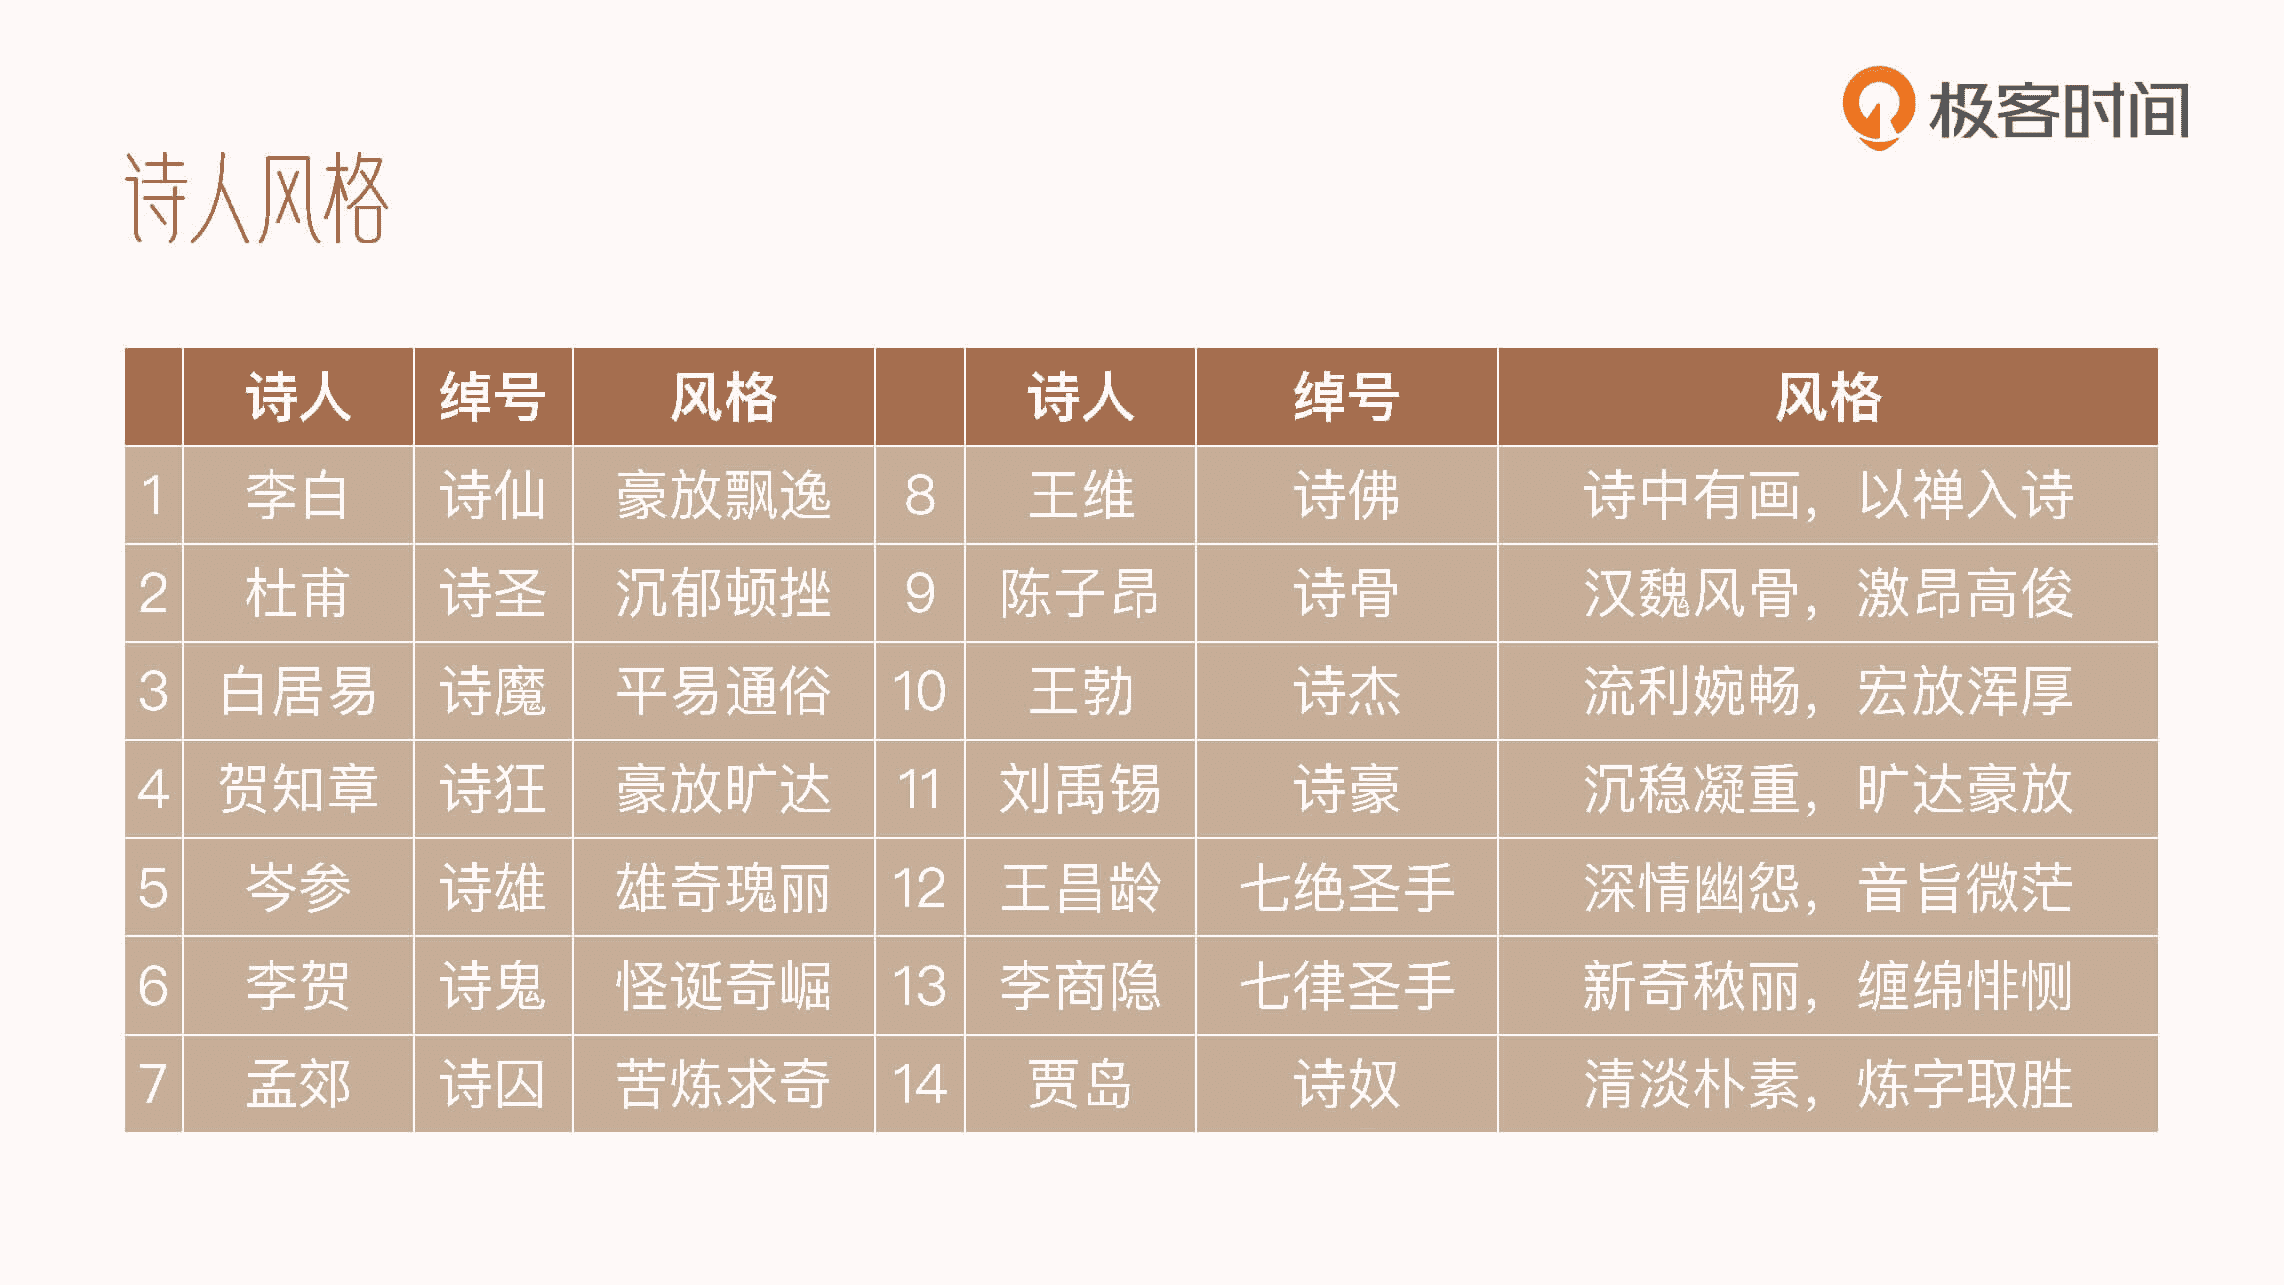 极客时间
诗人风格
诗人 绰号 风格 诗人 绰号 风格
1 李白 诗仙 豪放飘逸 8 王维 诗佛 诗中有画，以禅入诗
2 杜甫 诗圣 沉郁顿挫 9 陈子昂 诗骨 汉魏风骨，激昂高俊
3 白居易 诗魔 平易通俗 10 王勃 诗杰 流利婉畅，宏放浑厚
4 贺知章 诗狂 豪放旷达 11 刘禹锡 诗豪 沉稳凝重，旷达豪放
5 岑参 诗雄 雄奇瑰丽 12 王昌龄 七绝圣手 深情幽怨，音旨微茫
6 李贺 诗鬼 怪诞奇崛 13 李商隐 七律圣手 新奇秾丽，缠绵悱恻
7 孟郊 诗囚 苦炼求奇 14 贾岛 诗奴 清淡朴素，炼字取胜